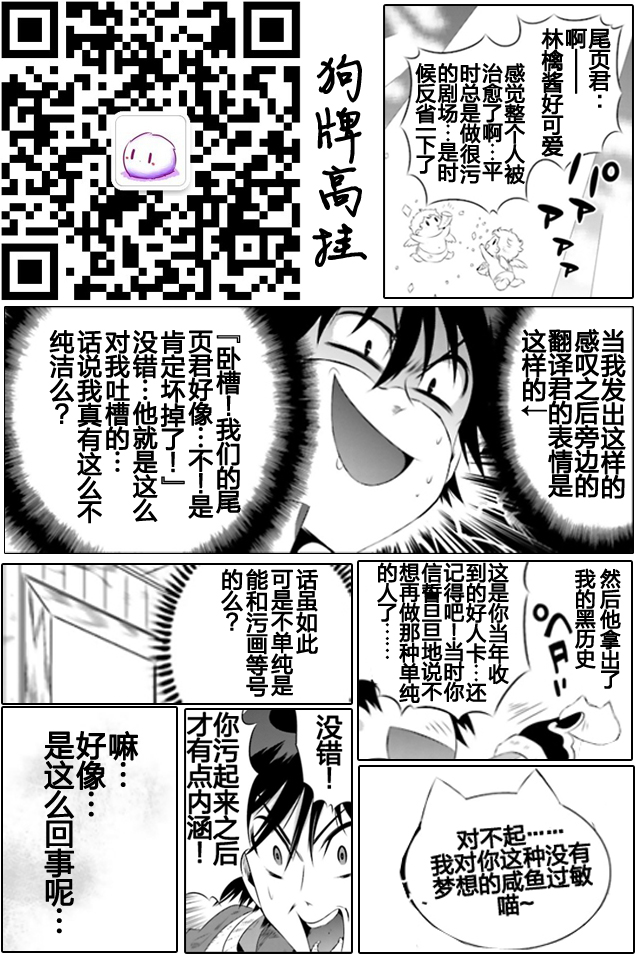 尾页君：
啊——
林檎酱好可爱
感觉整个人被
治愈了啊…平
时总是做很污
的剧场…是时
候反省一下了
パァァァ
狗牌高挂
当我发出这样的
感叹之后旁边的
翻译君的表情是
这样的←
『卧槽！我们的尾
页君好像…不！是
肯定坏掉了！』
没错…他就是这么
对我吐槽的…
话说我真有这么不
纯洁么？
然后他拿出了
我的黑历史
ペタ
这是你当年收
到的好人卡…还
记得吧！当时你
信誓旦旦地说不
想再做那种单纯
的人了……
话虽如此
可是不单纯是
能和污画等号
的么？
对不起……
我对你这种没有
梦想的咸鱼过敏
喵~
没错！
你污起来之后
才有点内涵！
嘛…
好像…
是这么回事呢…